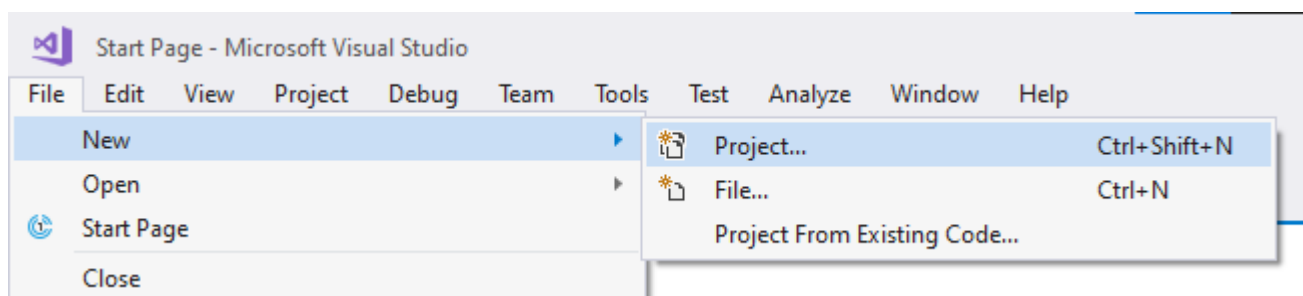 Start Page - Microsoft Visual Studio
File Edit View Project Debug Team Tools Test Analyze Window Help
New
Project... Ctrl+Shift+N
Open
File... Ctrl+N
Start Page
Project From Existing Code...
Close